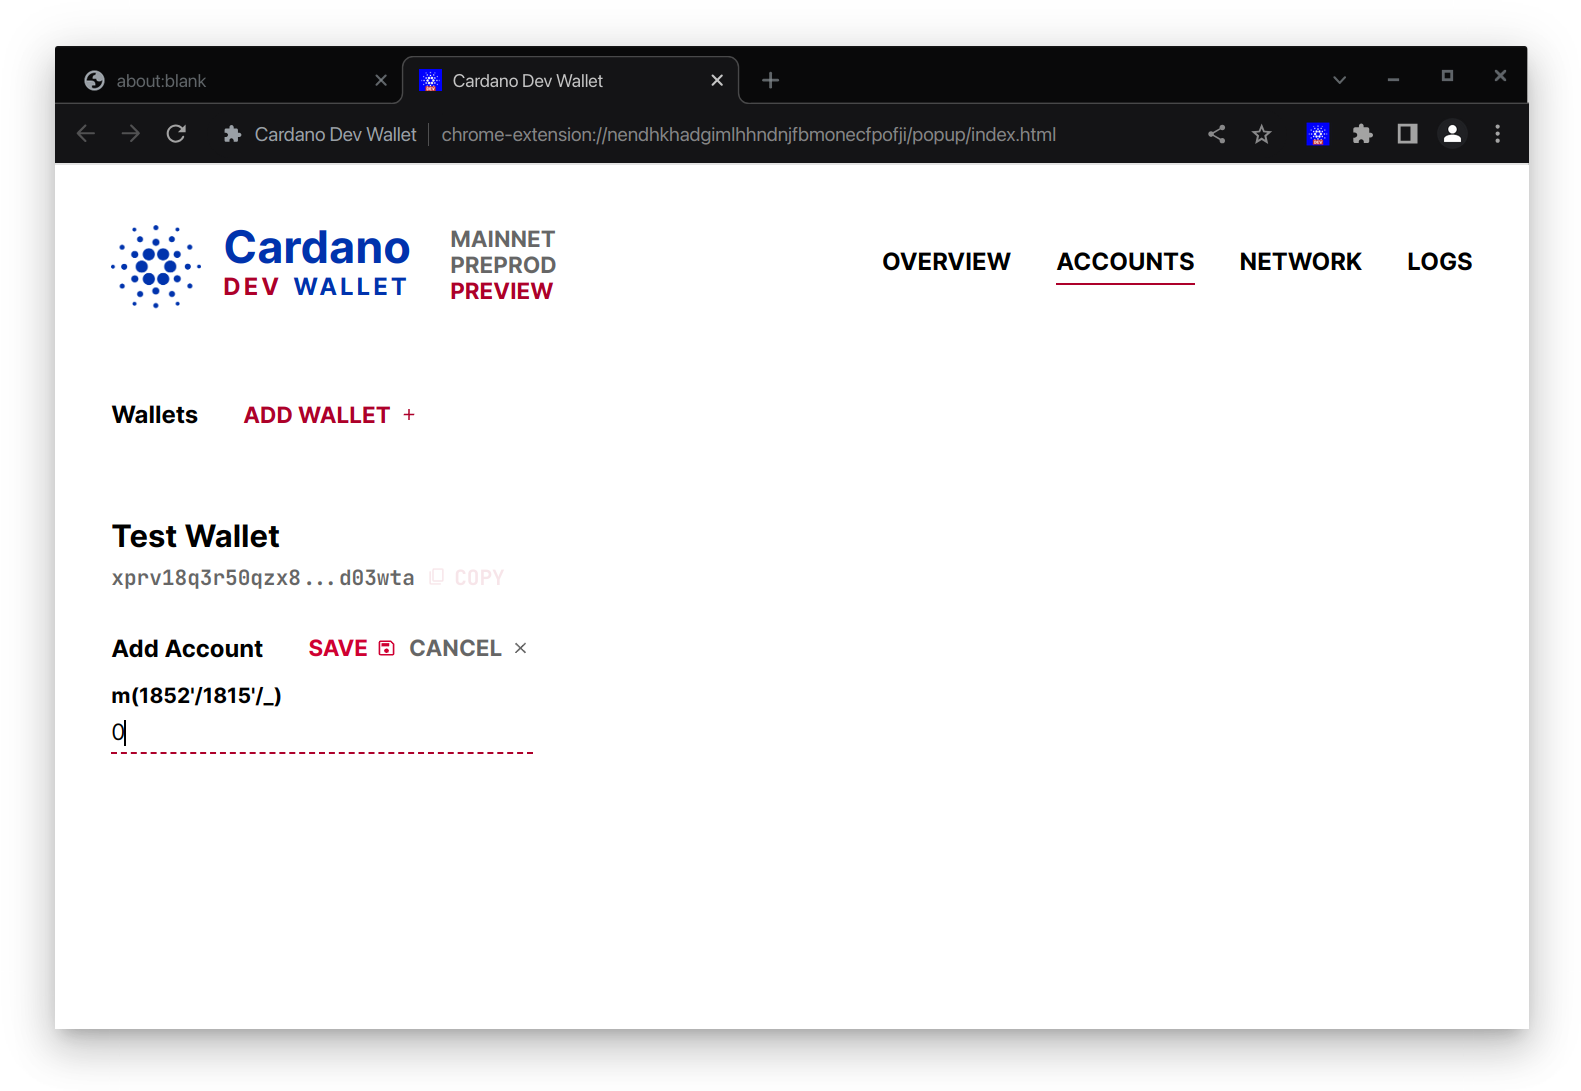 about:blank
Cardano Dev Wallet
Cardano Dev Wallet
chrome-extension://nendhkhadgimlhhndnjfbmonecfpofji/popup/index.html
Cardano
DEV WALLET
MAINNET
PREPROD
PREVIEW
OVERVIEW
ACCOUNTS
NETWORK
LOGS
Wallets
ADD WALLET +
Test Wallet
xprv18q3r50qzx8...d03wta
COPY
Add Account
SAVE
CANCEL ×
m(1852'/1815'/_)
0